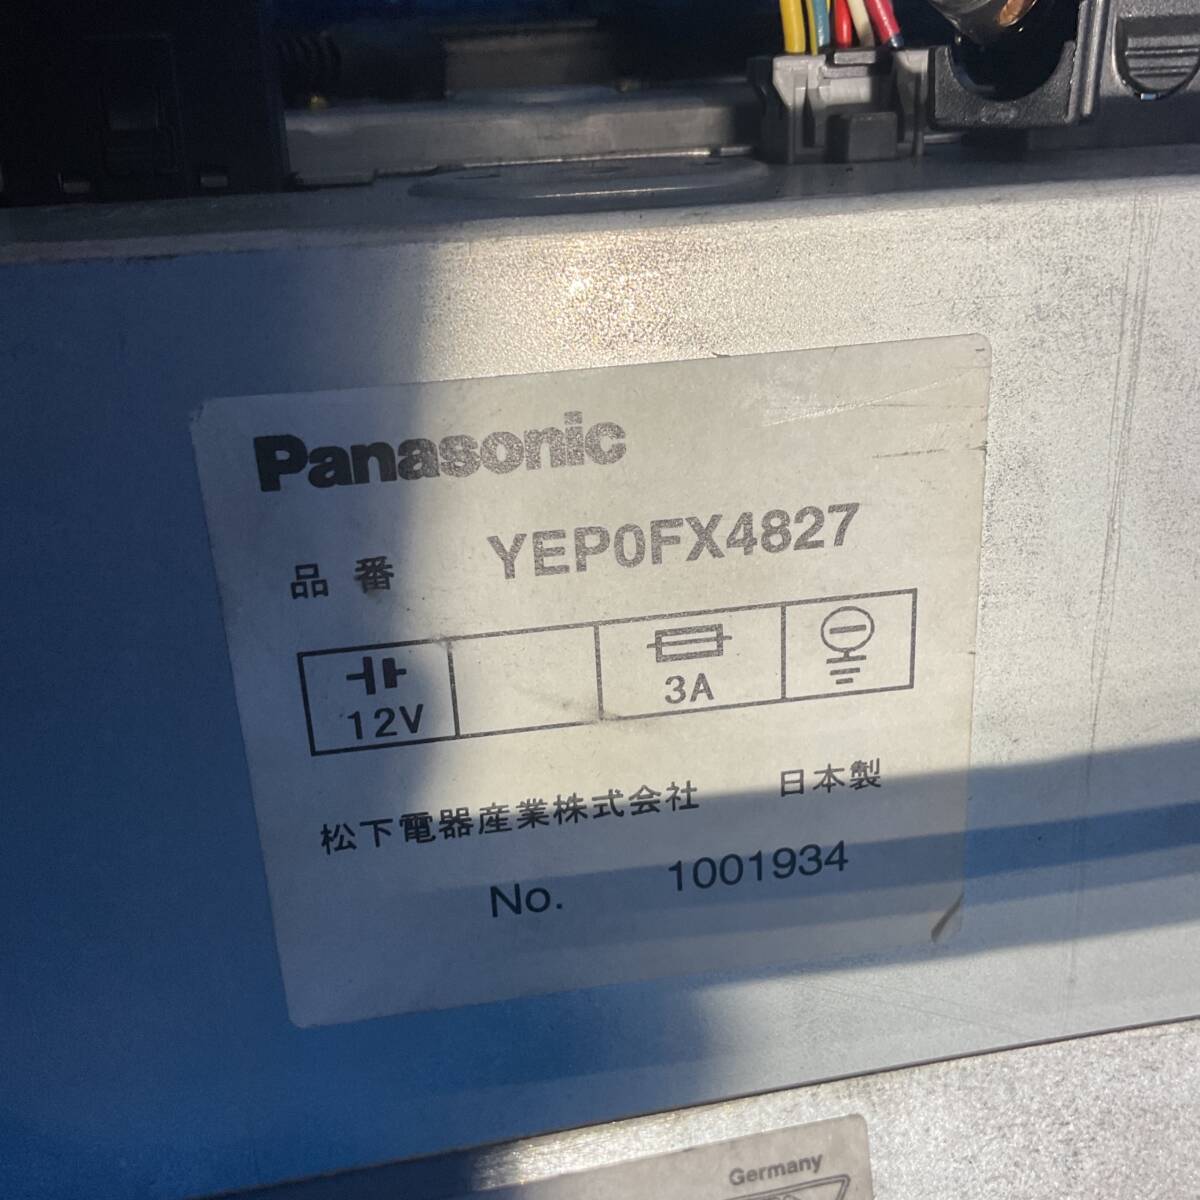 Panasonic
品番 YEP0FX4827
12V 3A
松下電器産業株式会社 日本製
No. 1001934
Germany